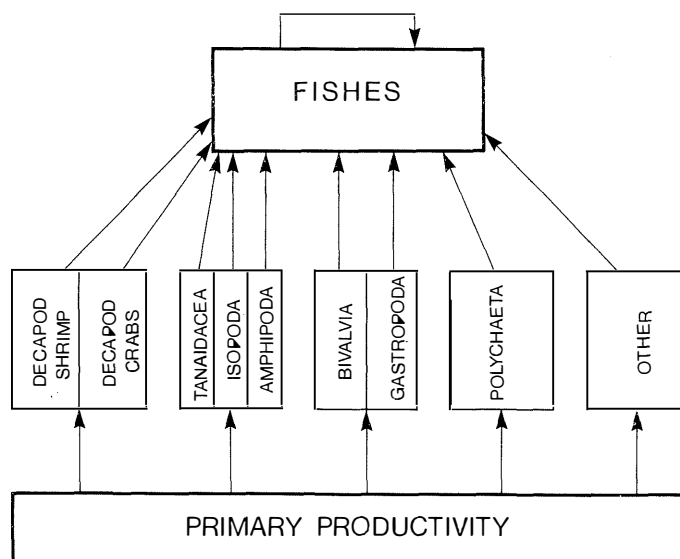 FISHES
DECAPOD
SHRIMP
DECAPOD
CRABS
TANAIDACEA
ISOPODA
AMPHIPODA
BIVALVIA
GASTROPODA
POLYCHAETA
OTHER
PRIMARY PRODUCTIVITY